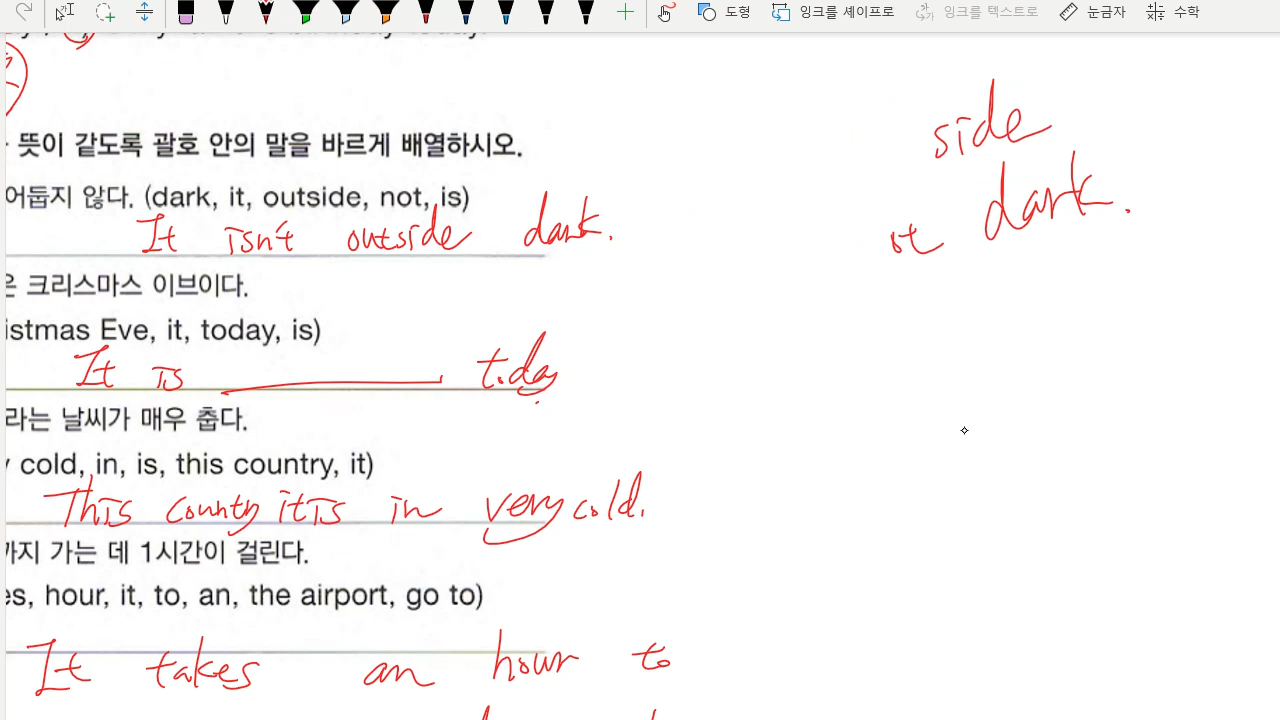 도형 잉크를 셰이프로 잉크를 텍스트로 눈금자 수학
뜻이 같도록 괄호 안의 말을 바르게 배열하시오.
어둡지 않다. (dark, it, outside, not, is)
It isn't outside dark.
크리스마스 이브이다.
istmas Eve, it, today, is)
It is today
라는 날씨가 매우 춥다.
cold, in, is, this country, it)
This county it is in very cold.
까지 가는 데 1시간이 걸린다.
es, hour, it, to, an, the airport, go to)
It takes an hour to
side
ot dark.